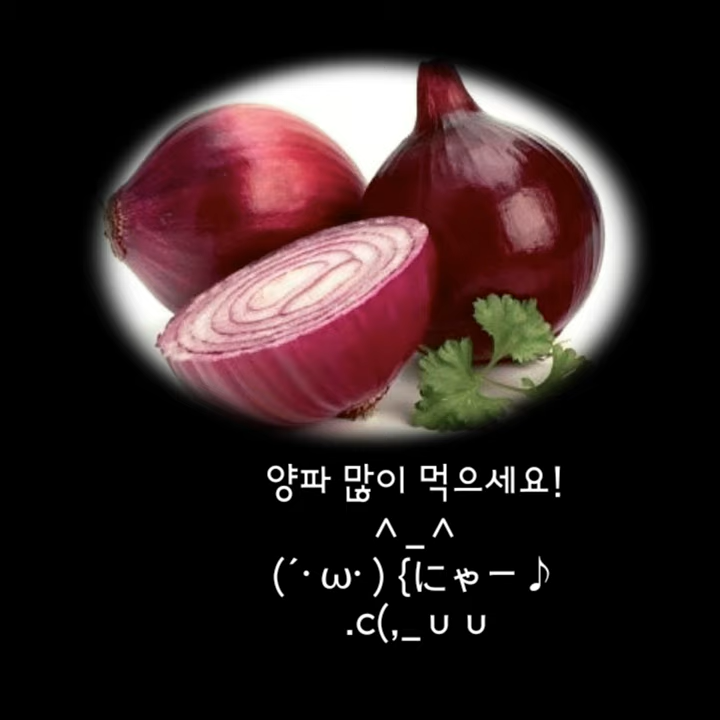 양파 많이 먹으세요!
^_^
(´･ω･) {にゃー♪
.c(,_∪ ∪